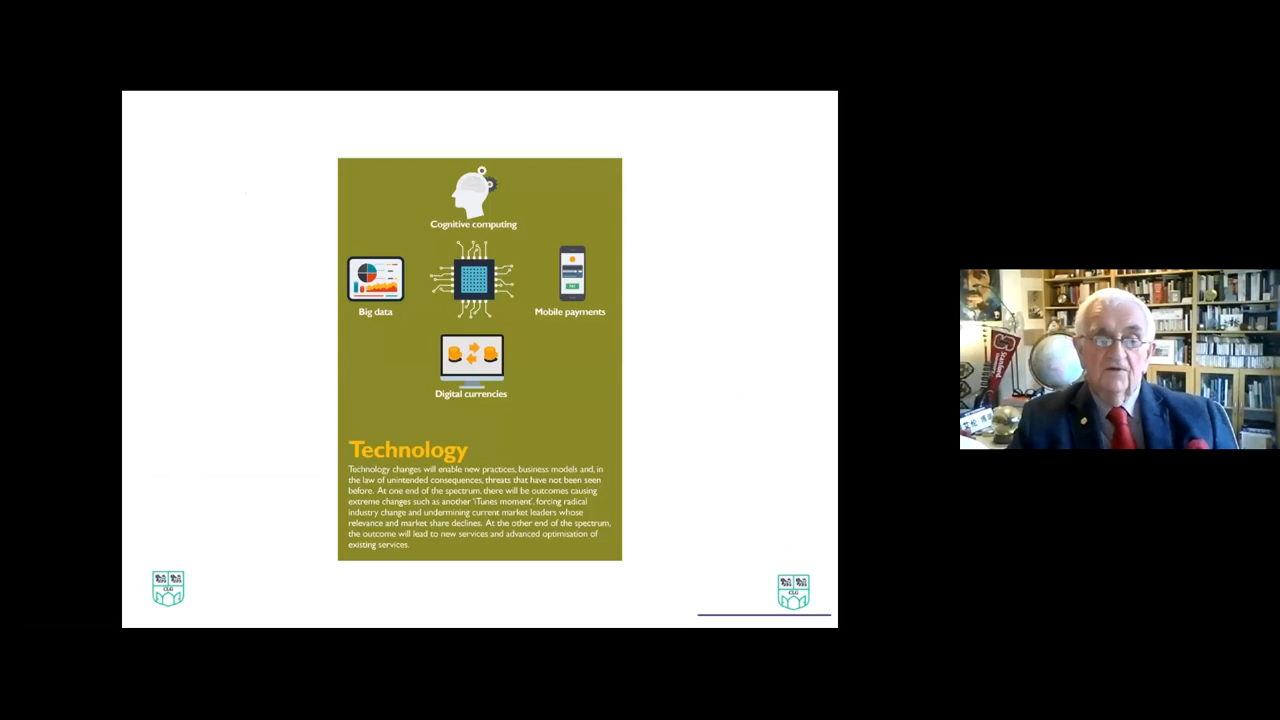 Cognitive computing
Big data
Mobile payments
Digital currencies
Technology
Technology changes will enable new practices, business models and, in
the law of unintended consequences, threats that have not been seen
before. At one end of the spectrum, there will be outcomes causing
extreme changes such as another 'iTunes moment', forcing radical
industry change and undermining current market leaders whose
relevance and market share declines. At the other end of the spectrum,
the outcome will lead to new services and advanced optimisation of
existing services.
CLG
CLG
Stanford